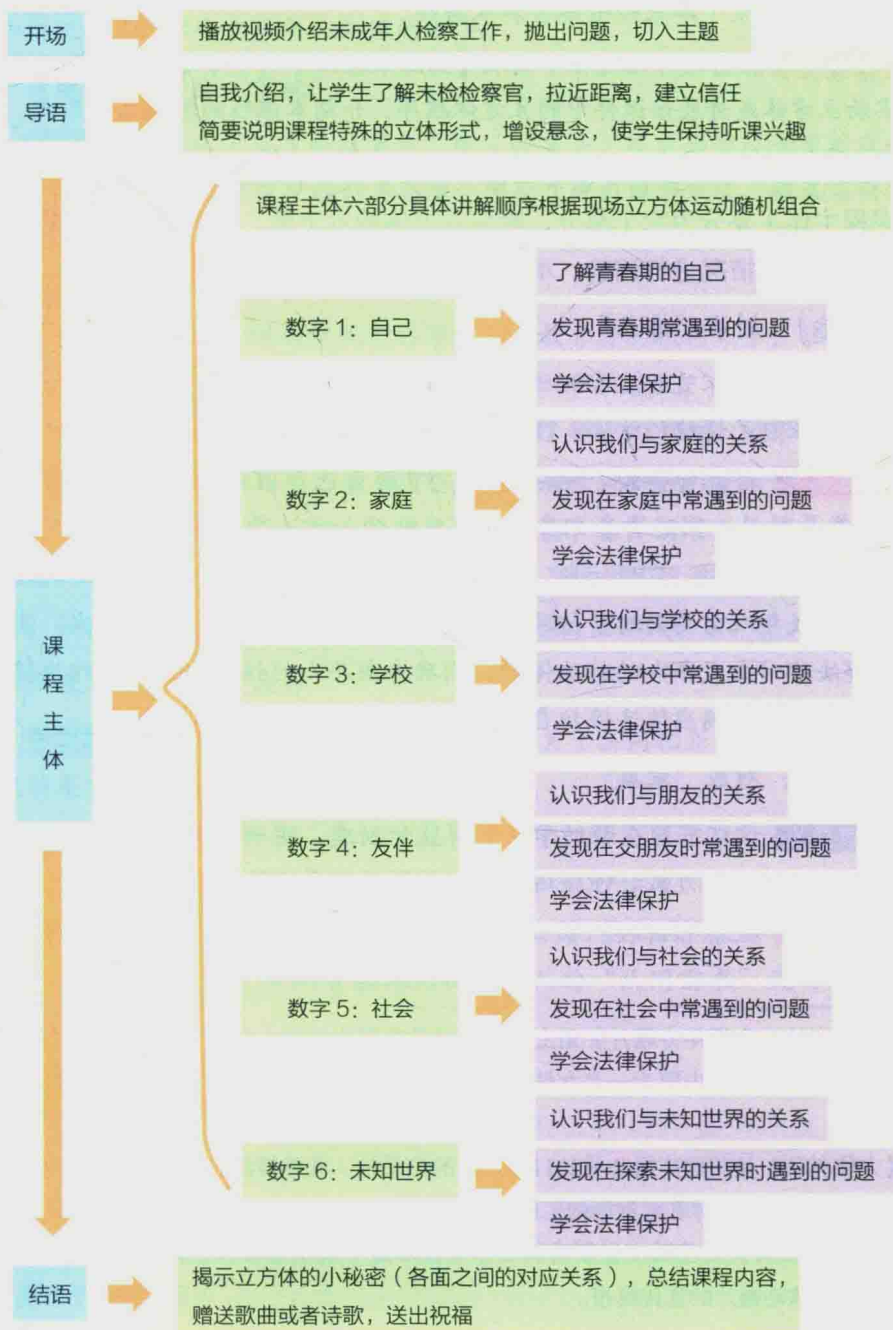 开场
播放视频介绍未成年人检察工作，抛出问题，切入主题
导语
自我介绍，让学生了解未检检察官，拉近距离，建立信任
简要说明课程特殊的立体形式，增设悬念，使学生保持听课兴趣
课程主体
课程主体六部分具体讲解顺序根据现场立方体运动随机组合
数字 1：自己
了解青春期的自己
发现青春期常遇到的问题
学会法律保护
数字 2：家庭
认识我们与家庭的关系
发现在家庭中常遇到的问题
学会法律保护
数字 3：学校
认识我们与学校的关系
发现在学校中常遇到的问题
学会法律保护
数字 4：友伴
认识我们与朋友的关系
发现在交朋友时常遇到的问题
学会法律保护
数字 5：社会
认识我们与社会的关系
发现在社会中常遇到的问题
学会法律保护
数字 6：未知世界
认识我们与未知世界的关系
发现在探索未知世界时遇到的问题
学会法律保护
结语
揭示立方体的小秘密（各面之间的对应关系），总结课程内容，
赠送歌曲或者诗歌，送出祝福